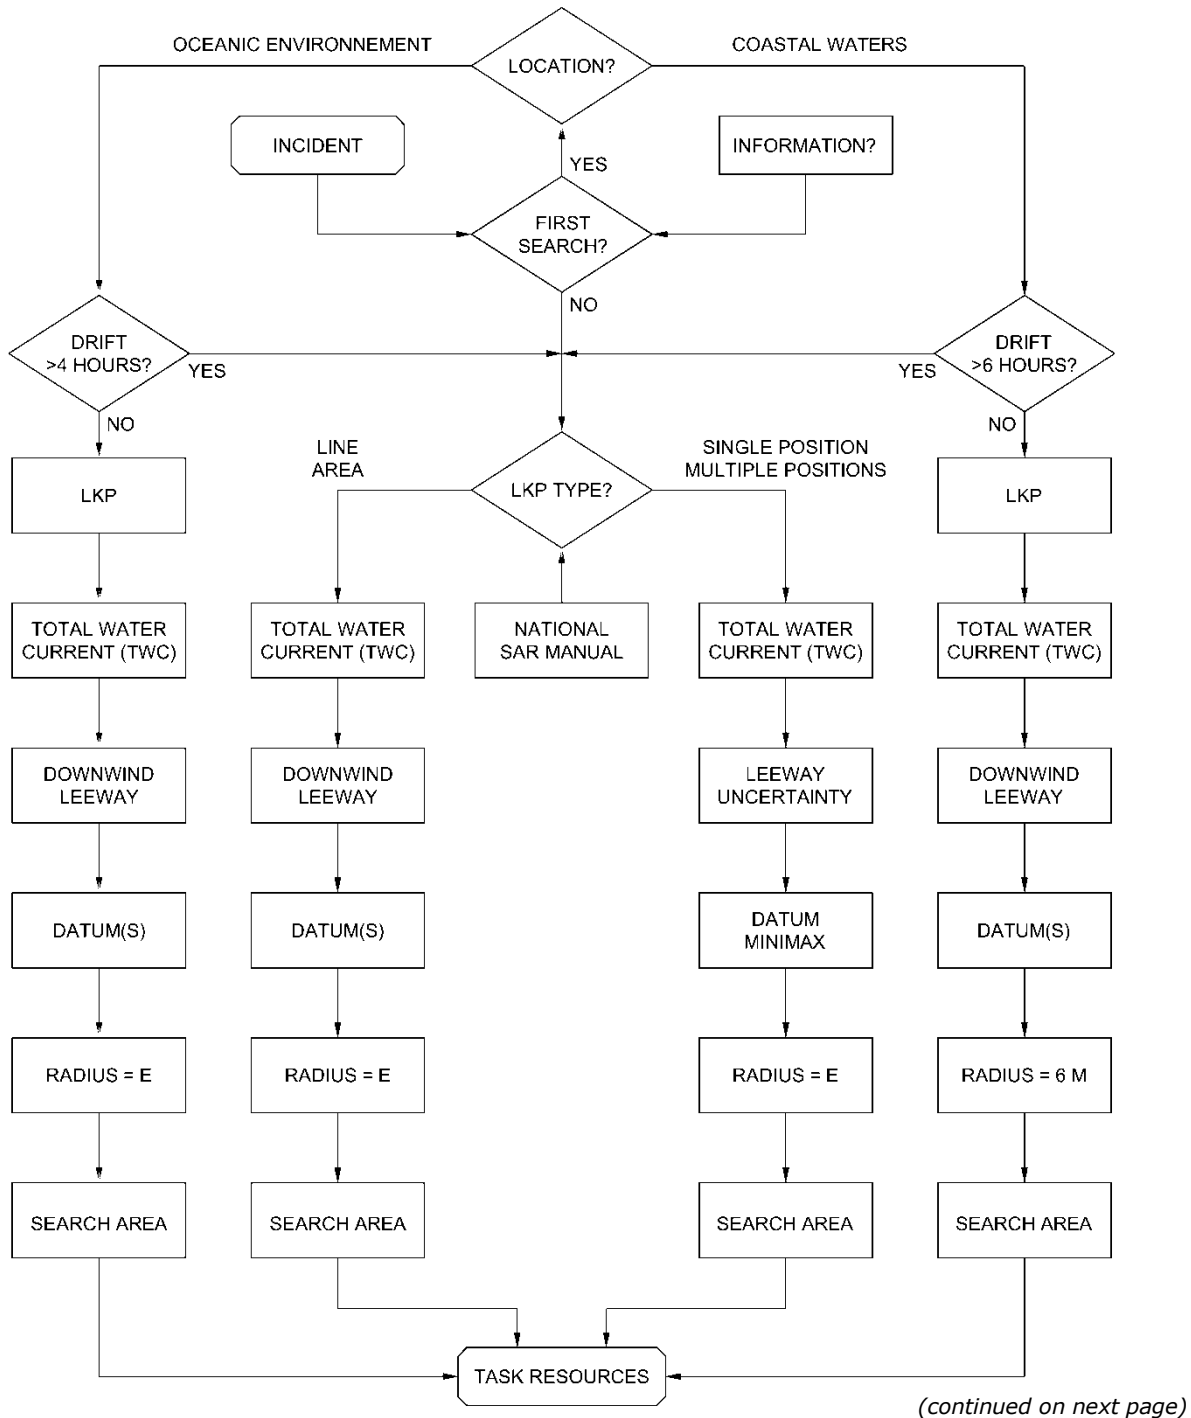 OCEANIC ENVIRONNEMENT
COASTAL WATERS
LOCATION?
INCIDENT
INFORMATION?
YES
FIRST
SEARCH?
NO
DRIFT
>4 HOURS?
YES
DRIFT
>6 HOURS?
YES
NO
NO
LINE
AREA
SINGLE POSITION
MULTIPLE POSITIONS
LKP
LKP TYPE?
LKP
TOTAL WATER
CURRENT (TWC)
TOTAL WATER
CURRENT (TWC)
NATIONAL
SAR MANUAL
TOTAL WATER
CURRENT (TWC)
TOTAL WATER
CURRENT (TWC)
DOWNWIND
LEEWAY
DOWNWIND
LEEWAY
LEEWAY
UNCERTAINTY
DOWNWIND
LEEWAY
DATUM(S)
DATUM(S)
DATUM
MINIMAX
DATUM(S)
RADIUS = E
RADIUS = E
RADIUS = E
RADIUS = 6 M
SEARCH AREA
SEARCH AREA
SEARCH AREA
SEARCH AREA
TASK RESOURCES
(continued on next page)